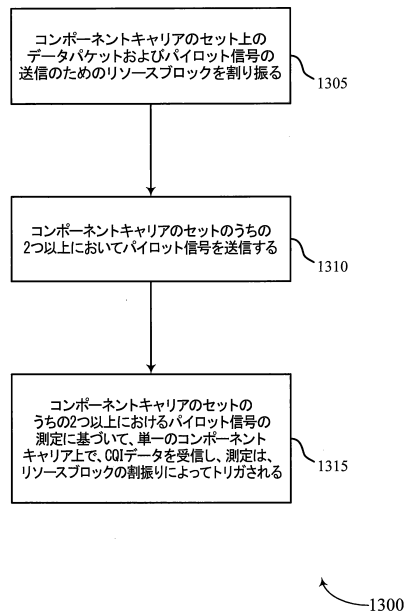 コンポーネントキャリアのセット上の
データパケットおよびパイロット信号の
送信のためのリソースブロックを割り振る
1305
コンポーネントキャリアのセットのうちの
2つ以上においてパイロット信号を送信する
1310
コンポーネントキャリアのセットの
うちの2つ以上におけるパイロット信号の
測定に基づいて、単一のコンポーネント
キャリア上で、CQIデータを受信し、測定は、
リソースブロックの割振りによってトリガされる
1315
1300